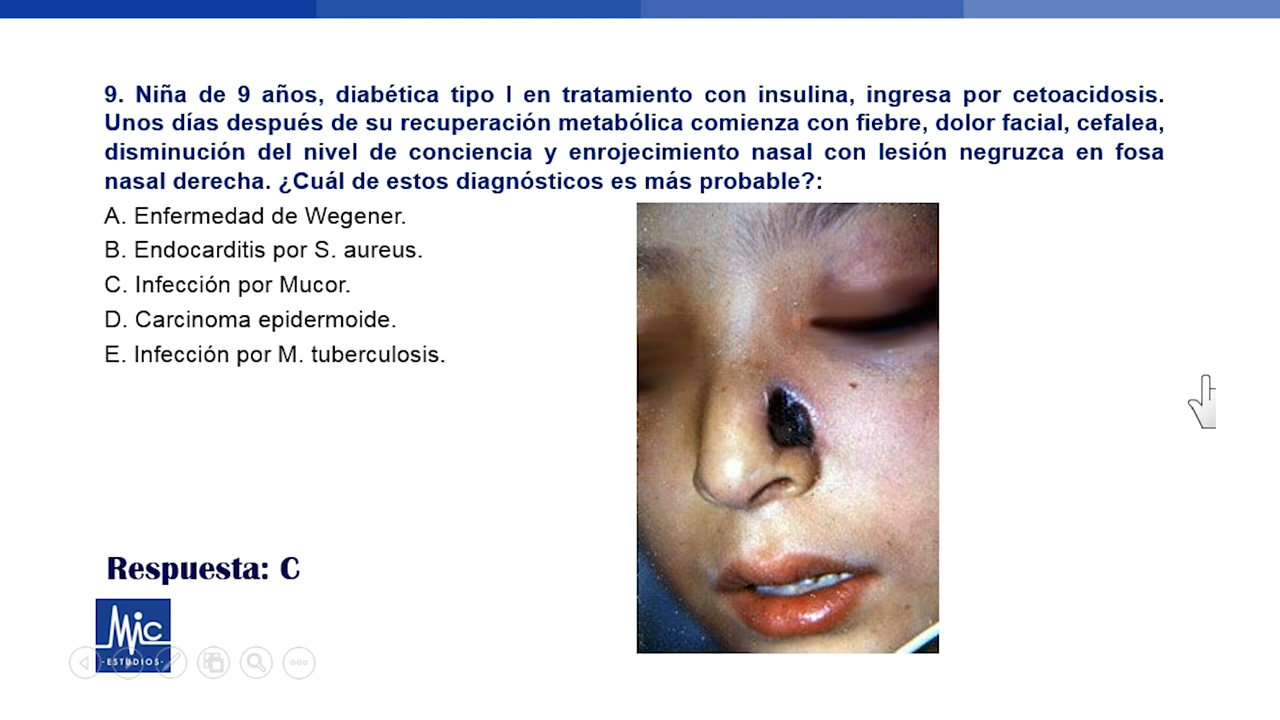 9. Niña de 9 años, diabética tipo I en tratamiento con insulina, ingresa por cetoacidosis.
Unos días después de su recuperación metabólica comienza con fiebre, dolor facial, cefalea,
disminución del nivel de conciencia y enrojecimiento nasal con lesión negruzca en fosa
nasal derecha. ¿Cuál de estos diagnósticos es más probable?:
A. Enfermedad de Wegener.
B. Endocarditis por S. aureus.
C. Infección por Mucor.
D. Carcinoma epidermoide.
E. Infección por M. tuberculosis.
Respuesta: C
Mic
-ESTUDIOS-